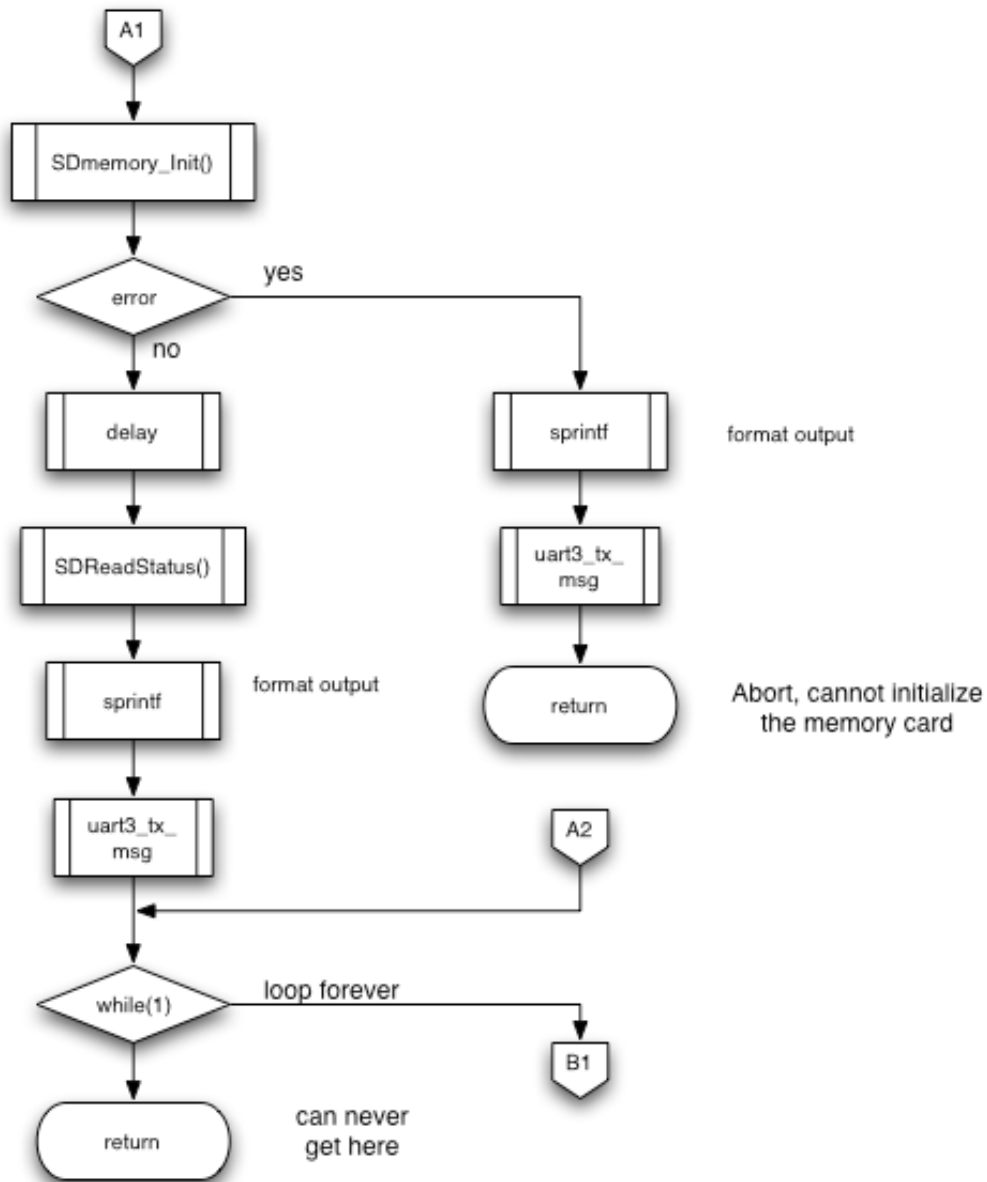 A1
SDmemory_Init()
error
yes
no
delay
sprintf
format output
SDReadStatus()
uart3_tx_
msg
sprintf
format output
return
Abort, cannot initialize
the memory card
uart3_tx_
msg
A2
while(1)
loop forever
B1
return
can never
get here